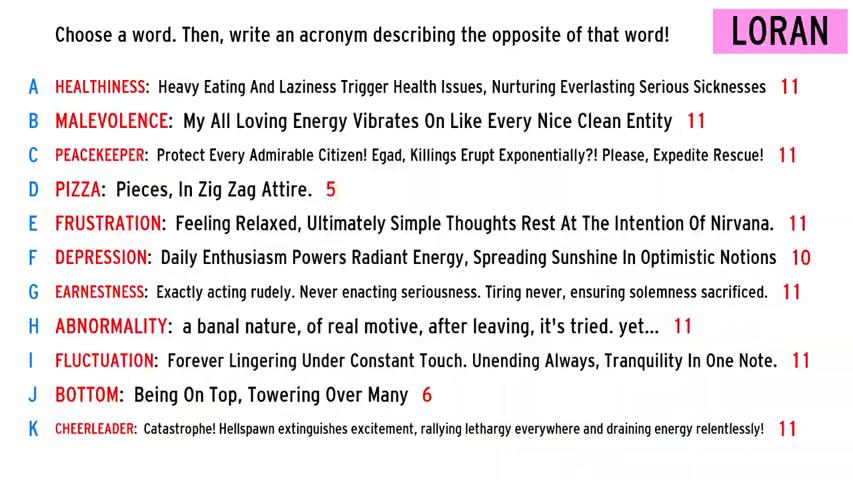 Choose a word. Then, write an acronym describing the opposite of that word!
LORAN
A HEALTHINESS: Heavy Eating And Laziness Trigger Health Issues, Nurturing Everlasting Serious Sicknesses 11
B MALEVOLENCE: My All Loving Energy Vibrates On Like Every Nice Clean Entity 11
C PEACEKEEPER: Protect Every Admirable Citizen! Egad, Killings Erupt Exponentially?! Please, Expedite Rescue! 11
D PIZZA: Pieces, In Zig Zag Attire. 5
E FRUSTRATION: Feeling Relaxed, Ultimately Simple Thoughts Rest At The Intention Of Nirvana. 11
F DEPRESSION: Daily Enthusiasm Powers Radiant Energy, Spreading Sunshine In Optimistic Notions 10
G EARNESTNESS: Exactly acting rudely. Never enacting seriousness. Tiring never, ensuring solemness sacrificed. 11
H ABNORMALITY: a banal nature, of real motive, after leaving, it's tried. yet... 11
I FLUCTUATION: Forever Lingering Under Constant Touch. Unending Always, Tranquility In One Note. 11
J BOTTOM: Being On Top, Towering Over Many 6
K CHEERLEADER: Catastrophe! Hellspawn extinguishes excitement, rallying lethargy everywhere and draining energy relentlessly! 11